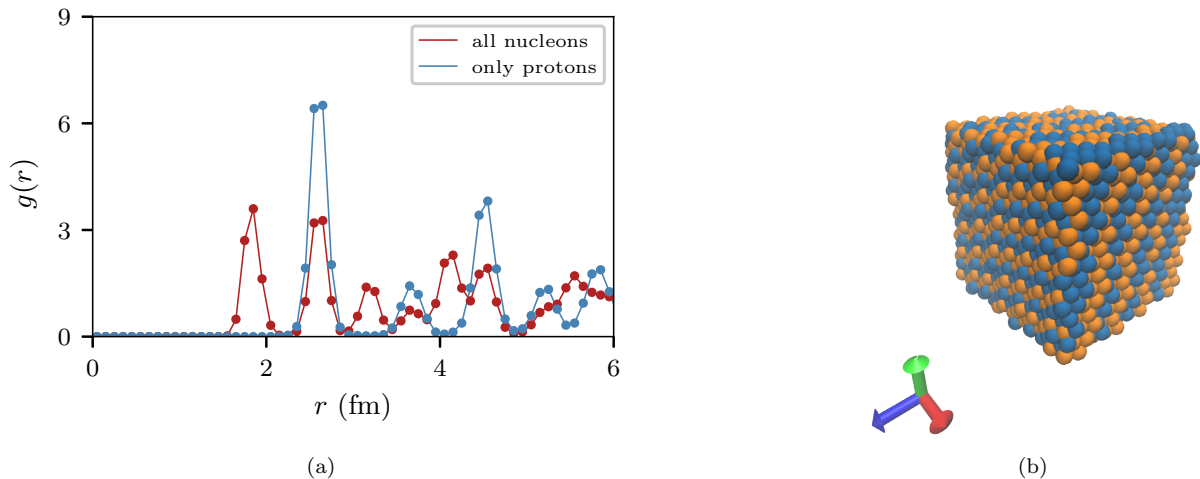 9
6
3
0
g(r)
0 2 4 6
r (fm)
all nucleons
only protons
(a)
(b)